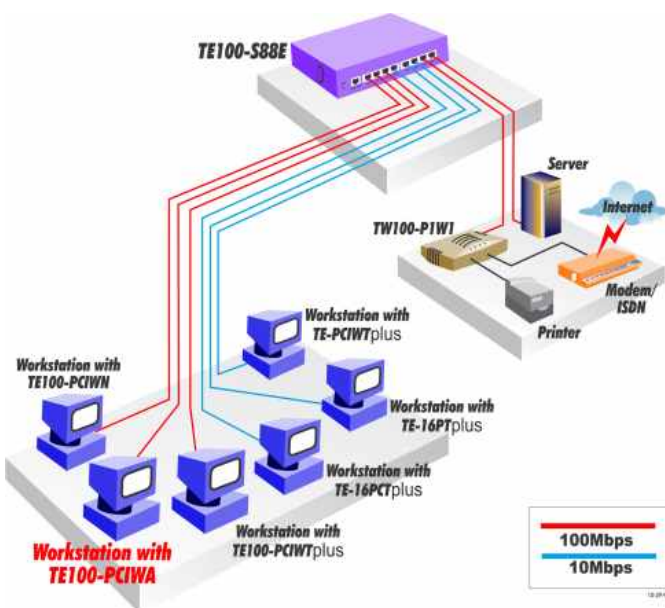 TE100-S88E
Server
Internet
TW100-P1W1
Modem/
ISDN
Printer
Workstation with
TE-PCIWTplus
Workstation with
TE100-PCIWN
Workstation with
TE-16PTplus
Workstation with
TE-16PCTplus
Workstation with
TE100-PCIWTplus
Workstation with
TE100-PCIWA
100Mbps
10Mbps